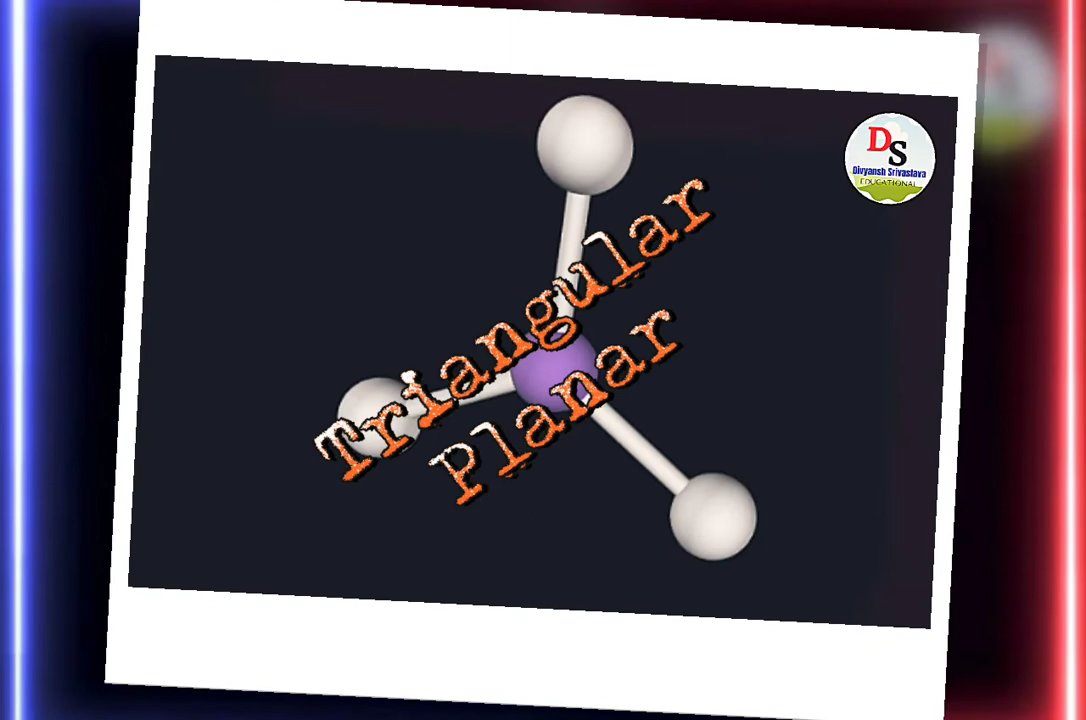 DS
Divyansh Srivastava
EDUCATIONAL
Triangular
Planar